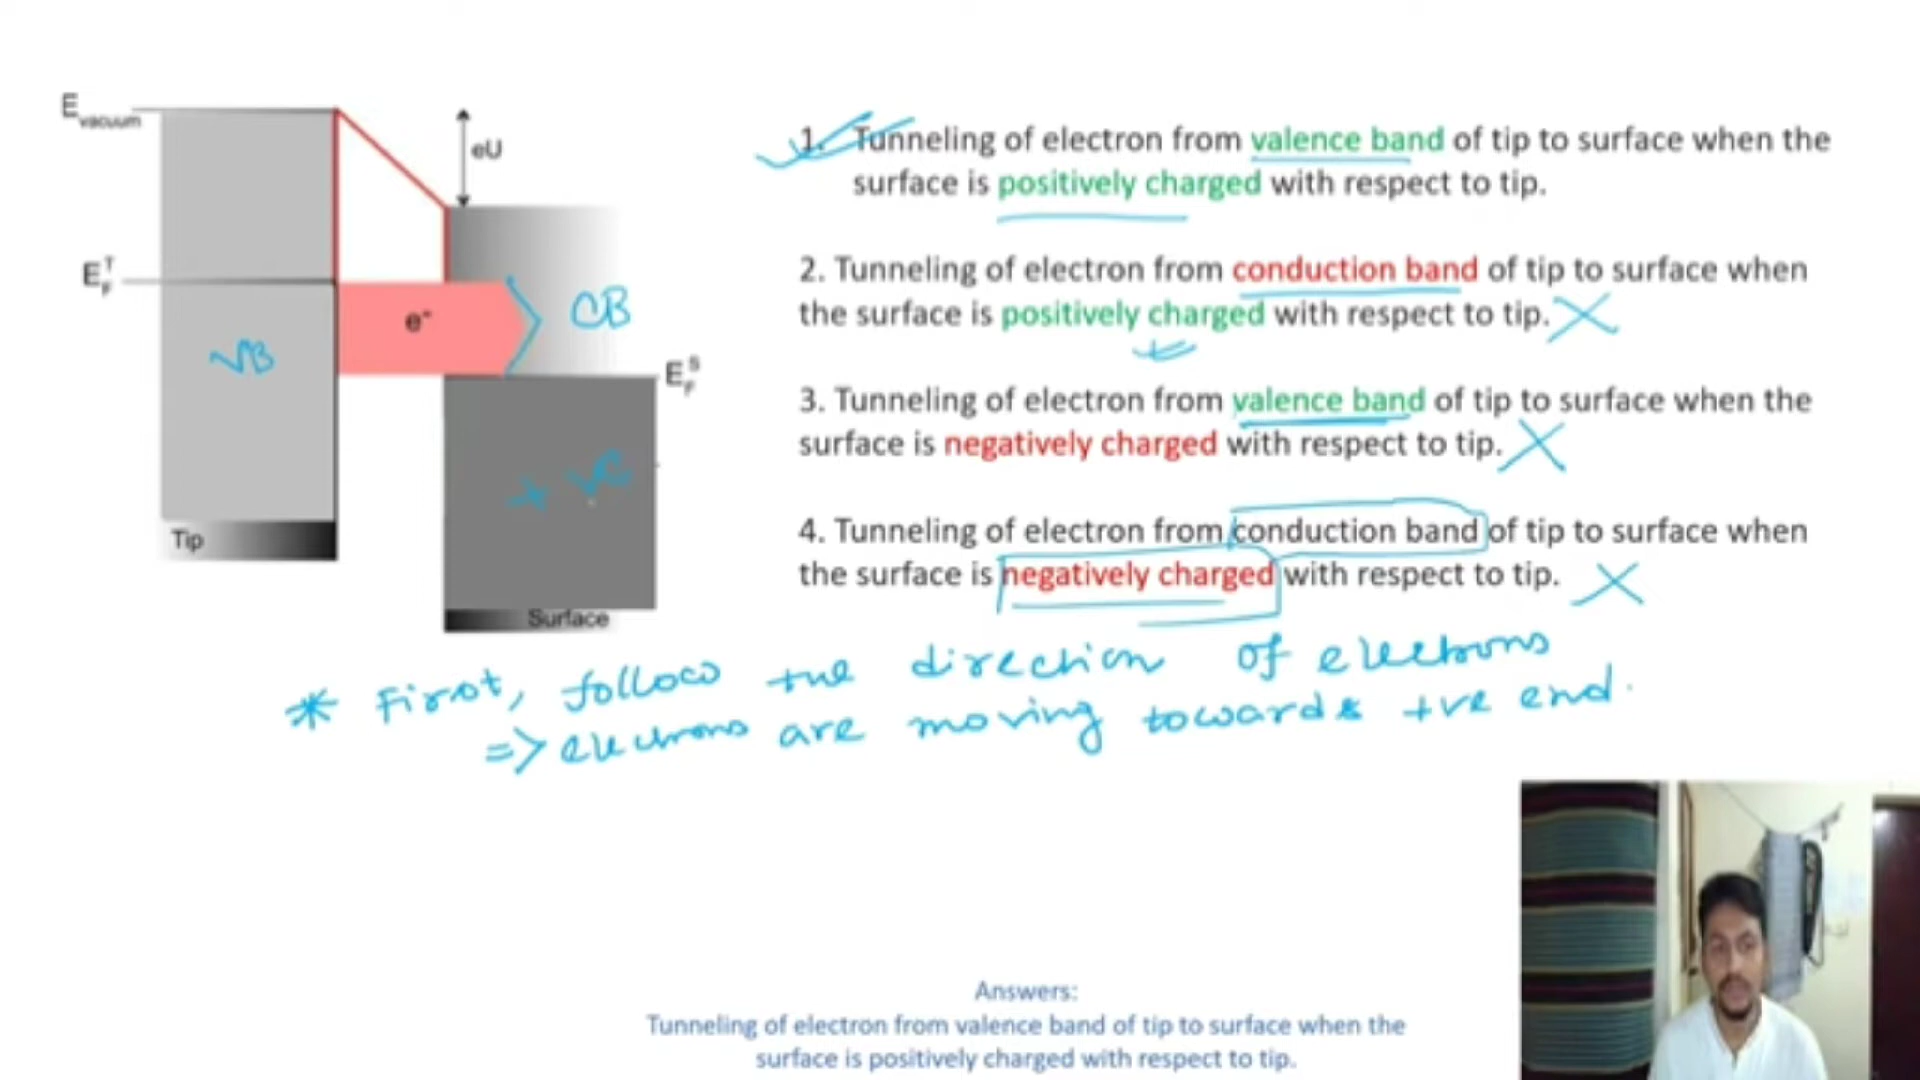 E vacuum
eU
E_F^T
e⁻
CB
VB
E_F^S
+ve
Tip
Surface
1. Tunneling of electron from valence band of tip to surface when the
surface is positively charged with respect to tip.
2. Tunneling of electron from conduction band of tip to surface when
the surface is positively charged with respect to tip.
3. Tunneling of electron from valence band of tip to surface when the
surface is negatively charged with respect to tip.
4. Tunneling of electron from conduction band of tip to surface when
the surface is negatively charged with respect to tip.
* First, follow the direction of electrons
=> electrons are moving towards +ve end.
Answers:
Tunneling of electron from valence band of tip to surface when the
surface is positively charged with respect to tip.